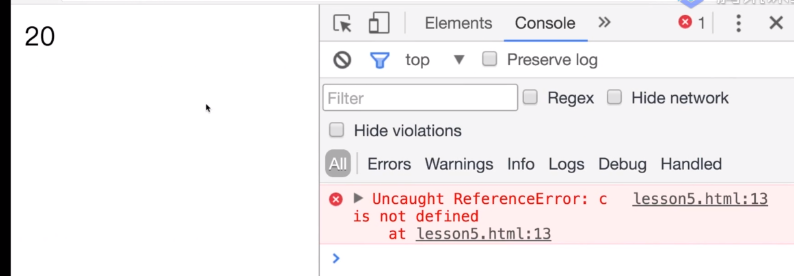 20
Elements Console » 1
top ▼ Preserve log
Filter Regex Hide network
Hide violations
All Errors Warnings Info Logs Debug Handled
▶ Uncaught ReferenceError: c lesson5.html:13
is not defined
at lesson5.html:13
>